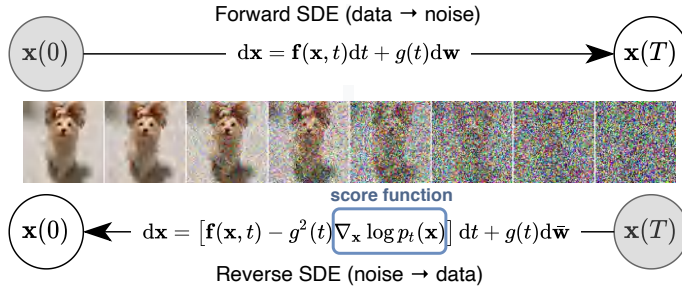 Forward SDE (data → noise)
x(0) dx = f(x, t)dt + g(t)dw x(T)
score function
x(0) dx = [f(x, t) − g²(t)∇ₓ log pₜ(x)] dt + g(t)dw̄ x(T)
Reverse SDE (noise → data)